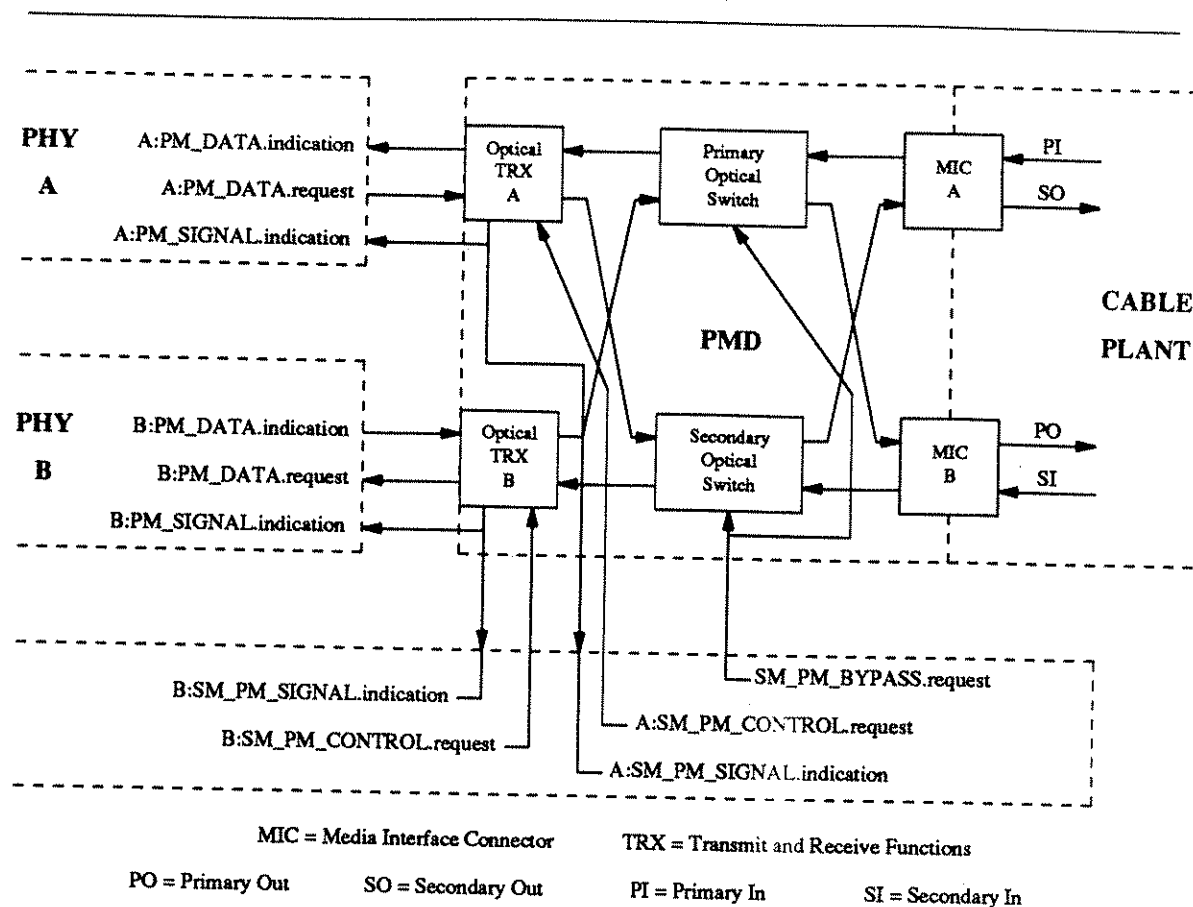 PHY
A
A:PM_DATA.indication
A:PM_DATA.request
A:PM_SIGNAL.indication
Optical
TRX
A
Primary
Optical
Switch
MIC
A
PI
SO
CABLE
PLANT
PMD
PHY
B
B:PM_DATA.indication
B:PM_DATA.request
B:PM_SIGNAL.indication
Optical
TRX
B
Secondary
Optical
Switch
MIC
B
PO
SI
SM_PM_BYPASS.request
B:SM_PM_SIGNAL.indication
A:SM_PM_CONTROL.request
B:SM_PM_CONTROL.request
A:SM_PM_SIGNAL.indication
MIC = Media Interface Connector TRX = Transmit and Receive Functions
PO = Primary Out SO = Secondary Out PI = Primary In SI = Secondary In